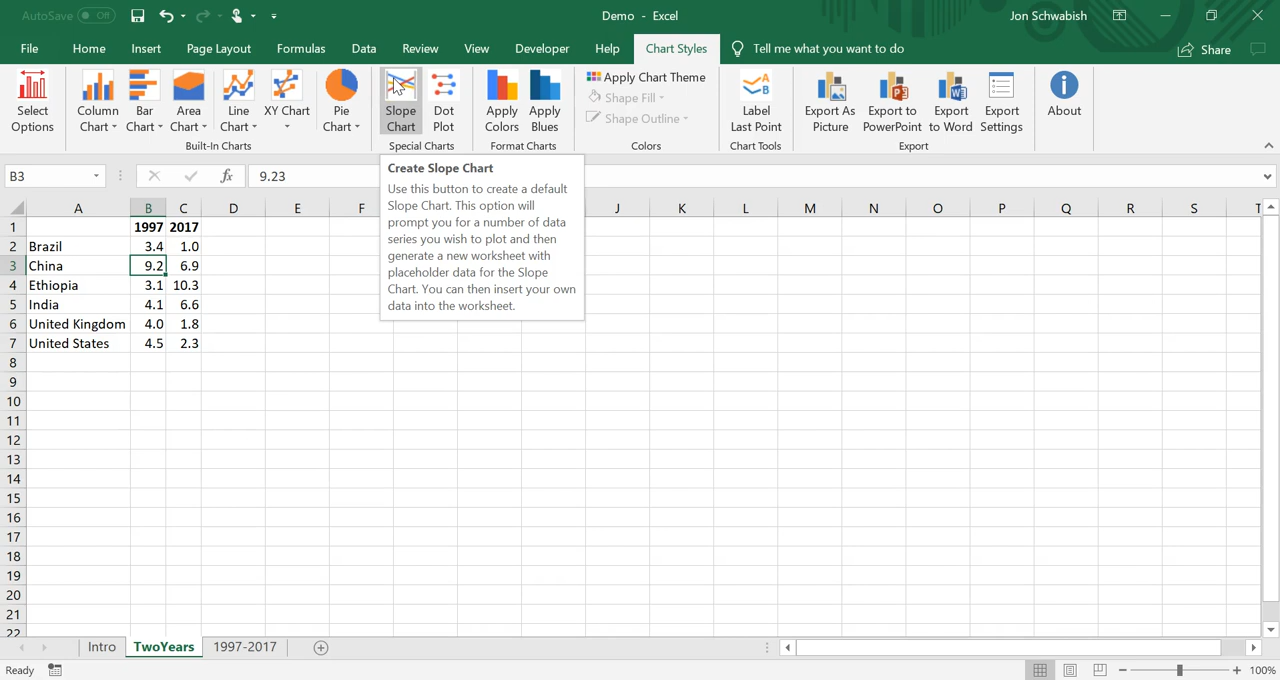 AutoSave Off
Demo - Excel
Jon Schwabish
File Home Insert Page Layout Formulas Data Review View Developer Help Chart Styles Tell me what you want to do Share
Select Options
Column Chart
Bar Chart
Area Chart
Line Chart
XY Chart
Pie Chart
Built-In Charts
Slope Chart
Dot Plot
Special Charts
Apply Colors
Apply Blues
Format Charts
Apply Chart Theme
Shape Fill
Shape Outline
Colors
Label Last Point
Chart Tools
Export As Picture
Export to PowerPoint
Export to Word
Export Settings
Export
About
B3 fx 9.23
Create Slope Chart
Use this button to create a default
Slope Chart. This option will
prompt you for a number of data
series you wish to plot and then
generate a new worksheet with
placeholder data for the Slope
Chart. You can then insert your own
data into the worksheet.
A B C D E F J K L M N O P Q R S T
1 1997 2017
2 Brazil 3.4 1.0
3 China 9.2 6.9
4 Ethiopia 3.1 10.3
5 India 4.1 6.6
6 United Kingdom 4.0 1.8
7 United States 4.5 2.3
8
9
10
11
12
13
14
15
16
17
18
19
20
21
22
Intro TwoYears 1997-2017
Ready
100%